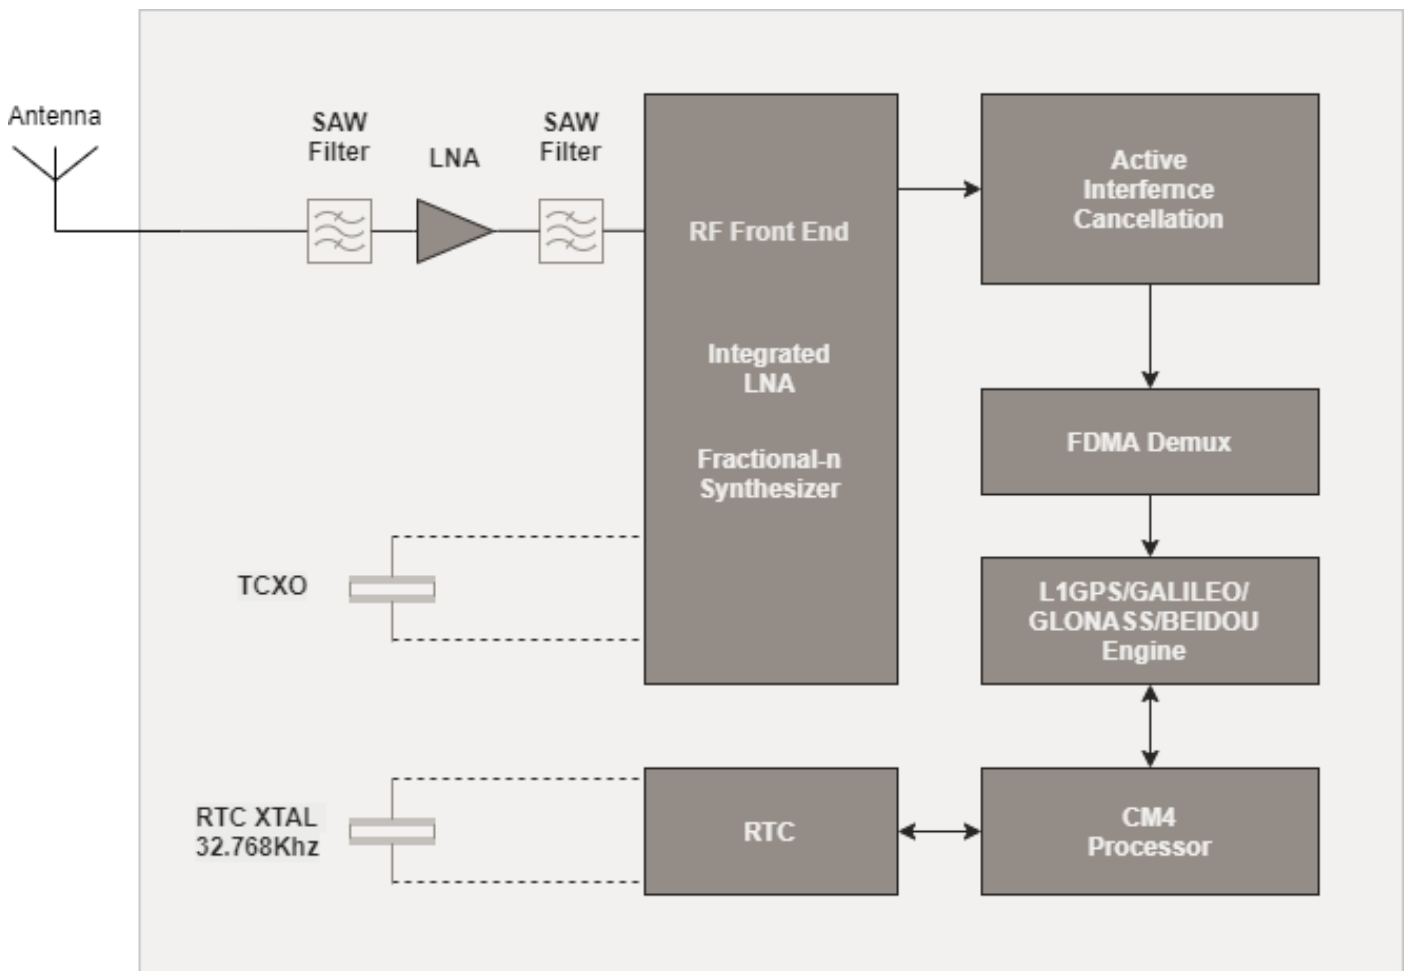 Antenna
SAW
Filter
LNA
SAW
Filter
RF Front End
Integrated
LNA
Fractional-n
Synthesizer
Active
Interfernce
Cancellation
FDMA Demux
L1GPS/GALILEO/
GLONASS/BEIDOU
Engine
TCXO
RTC XTAL
32.768Khz
RTC
CM4
Processor